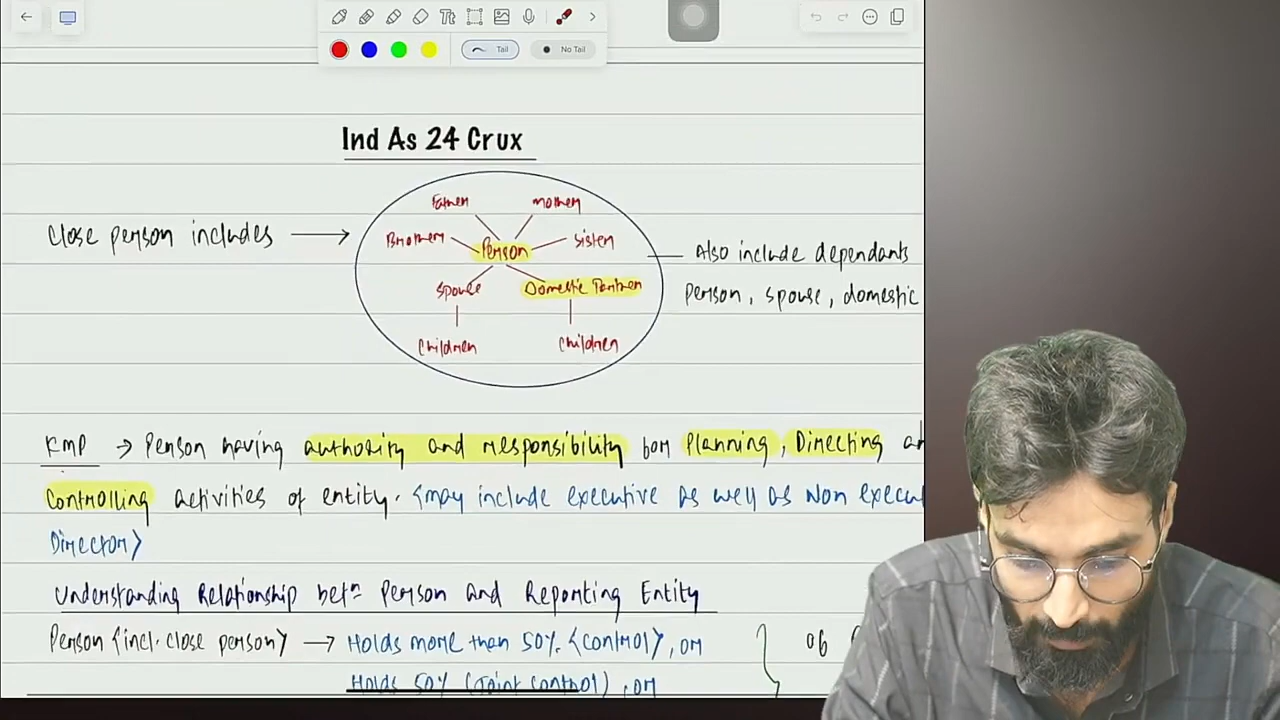 Tail
No Tail
Ind As 24 Crux
Father
mother
Close person includes
Brother
Person
Sister
Also include dependants
Spouse
Domestic Partner
Person, spouse, domestic
Children
Children
KMP → Person having authority and responsibility for Planning, Directing
Controlling activities of entity. {may include executive as well as Non
Director}
Understanding Relationship betn Person and Reporting Entity
Person {incl. close person} → Holds more than 50%. {control}, or
Holds 50% (Joint control), or